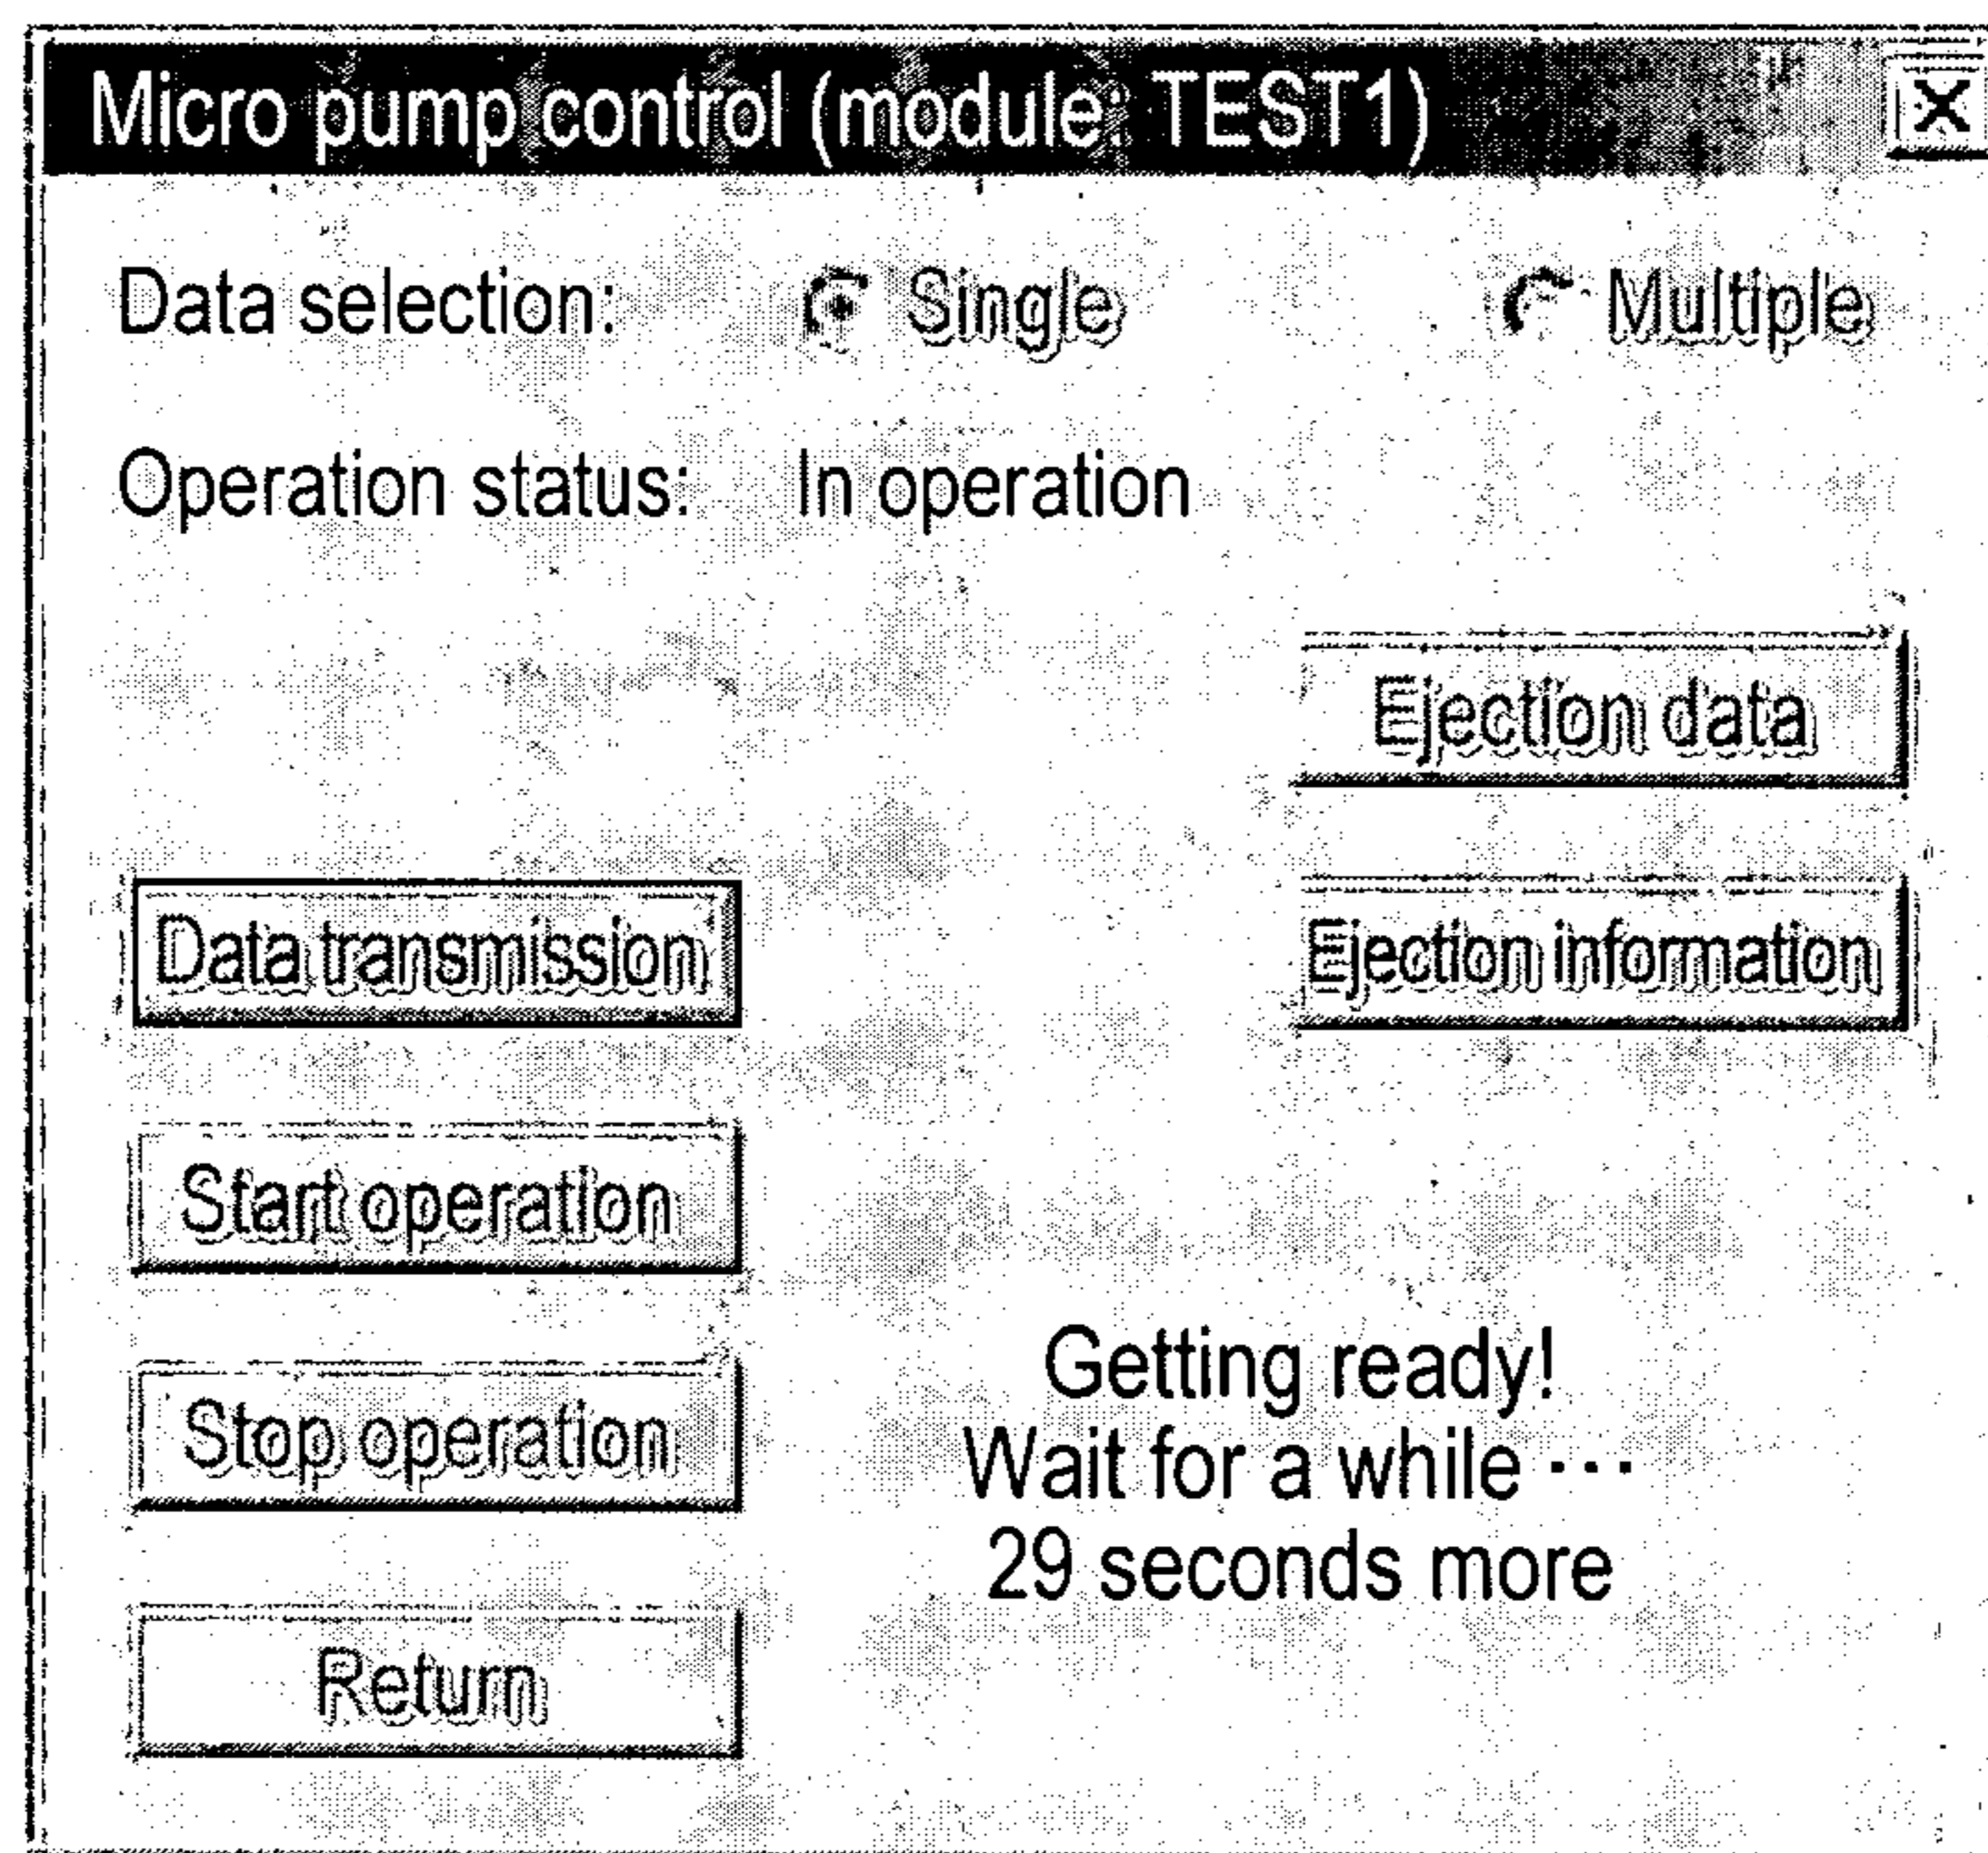 Micro pump control (module: TEST1)
Data selection: Single Multiple
Operation status: In operation
Ejection data
Data transmission Ejection information
Start operation
Stop operation
Return
Getting ready!
Wait for a while ···
29 seconds more